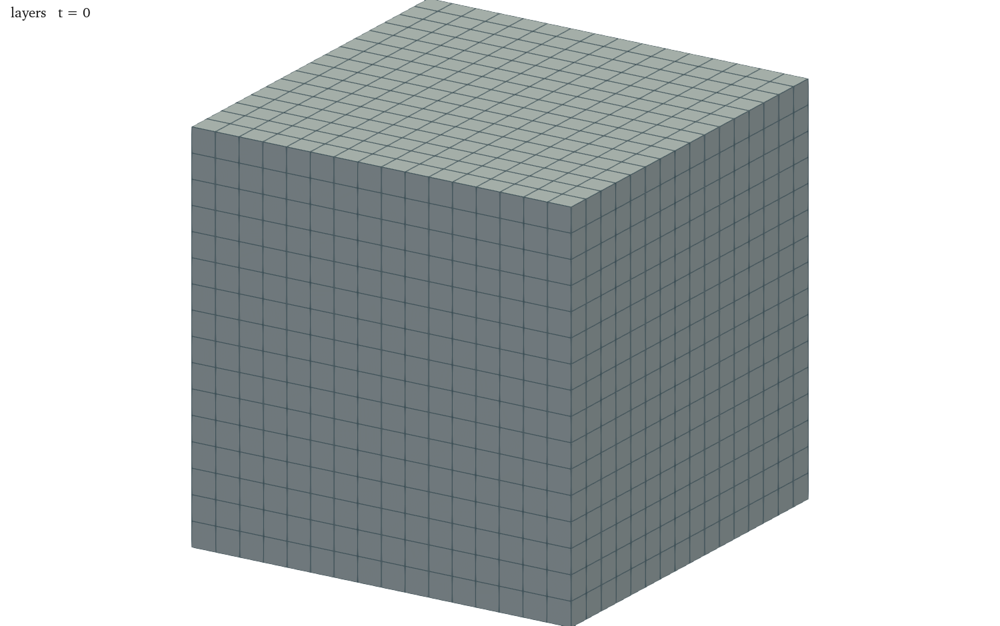 layers t = 0